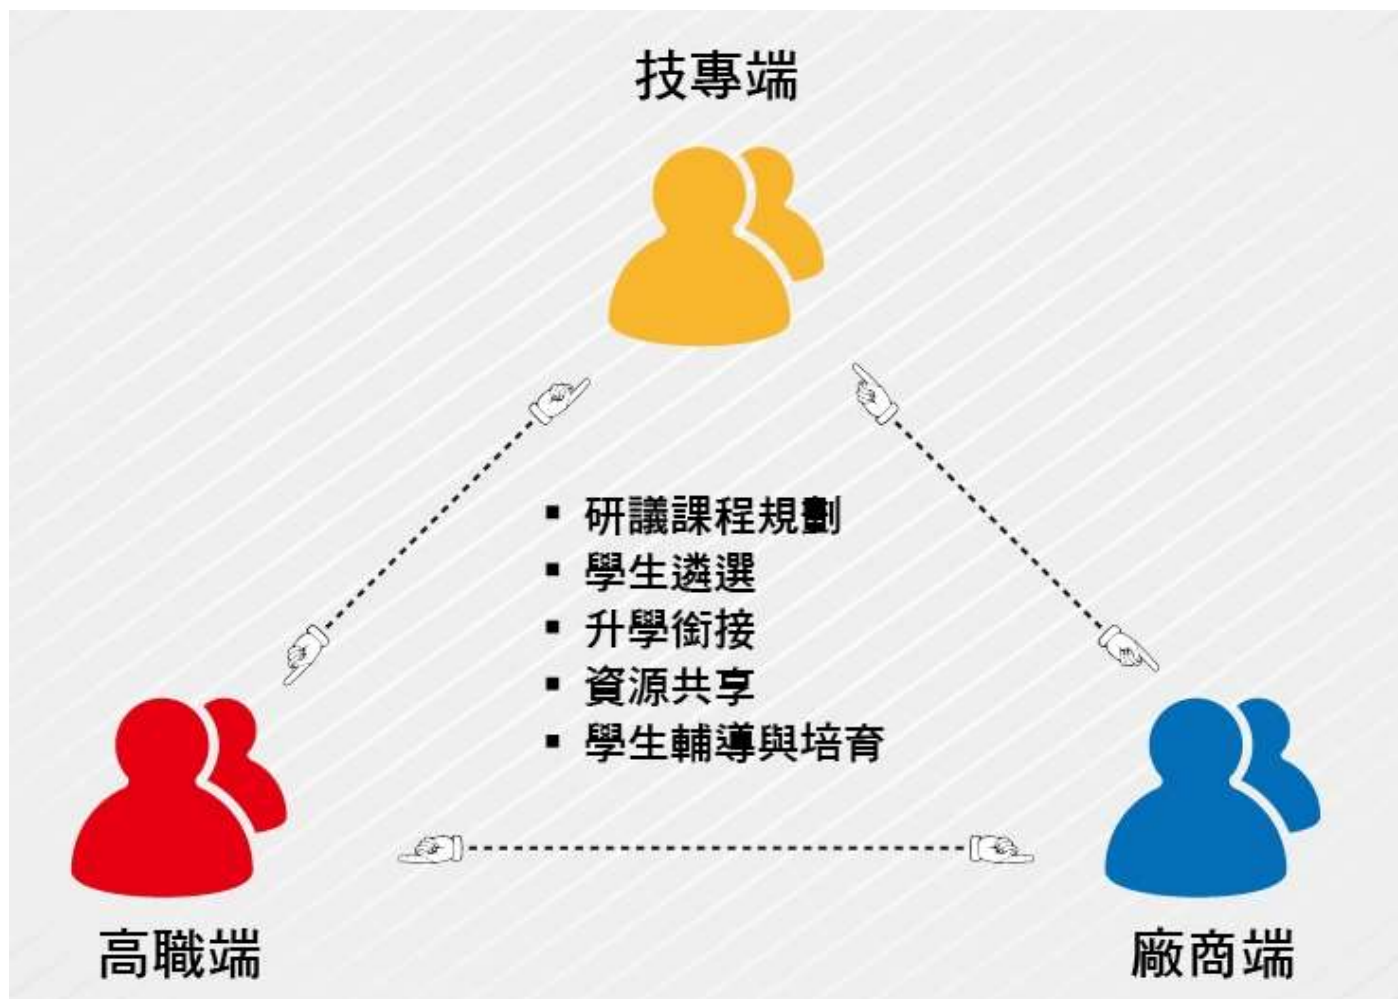 技專端
▪ 研議課程規劃
▪ 學生遴選
▪ 升學銜接
▪ 資源共享
▪ 學生輔導與培育
高職端
廠商端